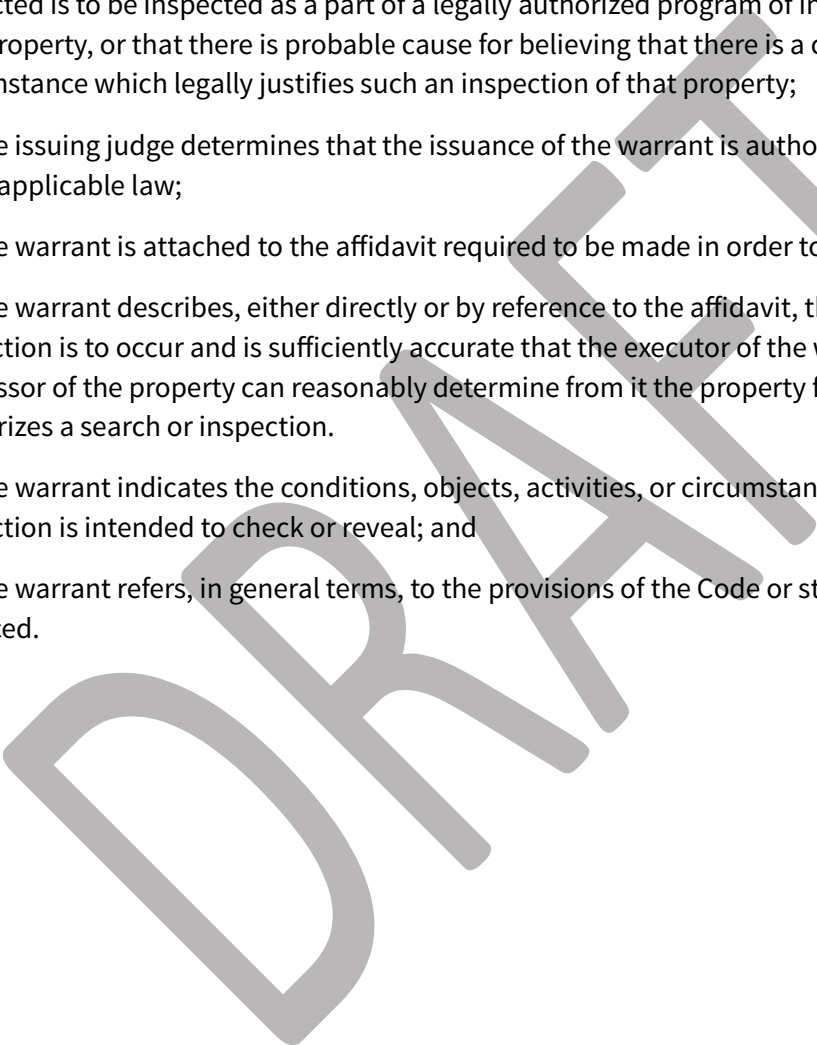 cted is to be inspected as a part of a legally authorized program of in
roperty, or that there is probable cause for believing that there is a c
nstance which legally justifies such an inspection of that property;
e issuing judge determines that the issuance of the warrant is autho
applicable law;
e warrant is attached to the affidavit required to be made in order to
e warrant describes, either directly or by reference to the affidavit, th
ction is to occur and is sufficiently accurate that the executor of the w
ssor of the property can reasonably determine from it the property f
rizes a search or inspection.
e warrant indicates the conditions, objects, activities, or circumstan
ction is intended to check or reveal; and
e warrant refers, in general terms, to the provisions of the Code or st
ced.
DRAFT